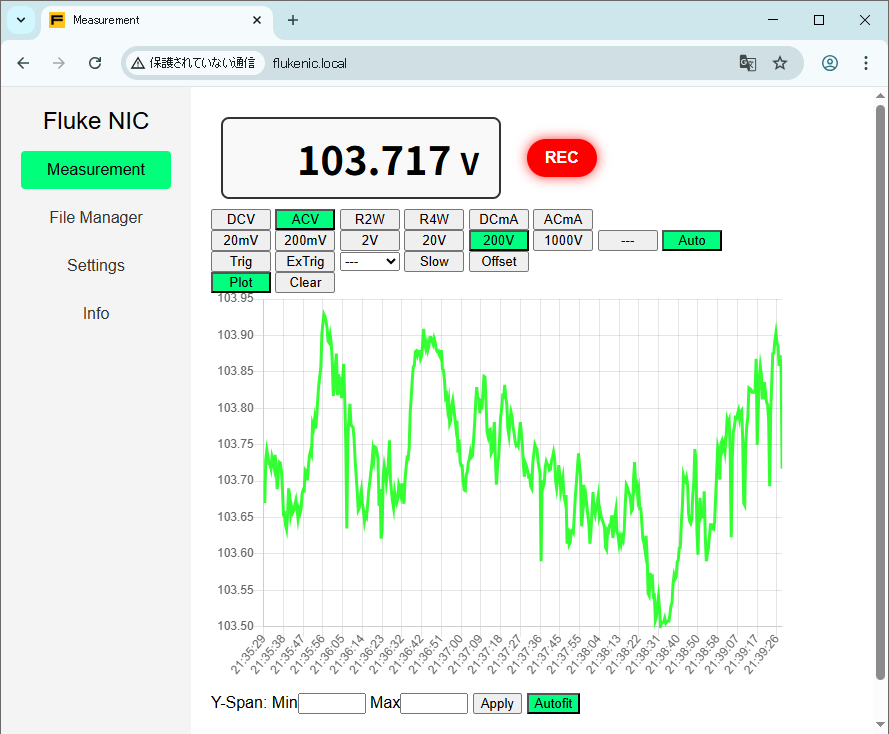 Measurement
保護されていない通信 flukenic.local
Fluke NIC
Measurement
File Manager
Settings
Info
103.717 V
REC
DCV ACV R2W R4W DCmA ACmA
20mV 200mV 2V 20V 200V 1000V --- Auto
Trig ExTrig --- Slow Offset
Plot Clear
103.95
103.90
103.85
103.80
103.75
103.70
103.65
103.60
103.55
103.50
21:35:29 21:35:38 21:35:47 21:35:56 21:36:05 21:36:14 21:36:23 21:36:32 21:36:42 21:36:51 21:37:00 21:37:09 21:37:18 21:37:27 21:37:36 21:37:45 21:37:55 21:38:04 21:38:13 21:38:22 21:38:31 21:38:40 21:38:50 21:38:58 21:39:07 21:39:17 21:39:26
Y-Span: Min Max Apply Autofit